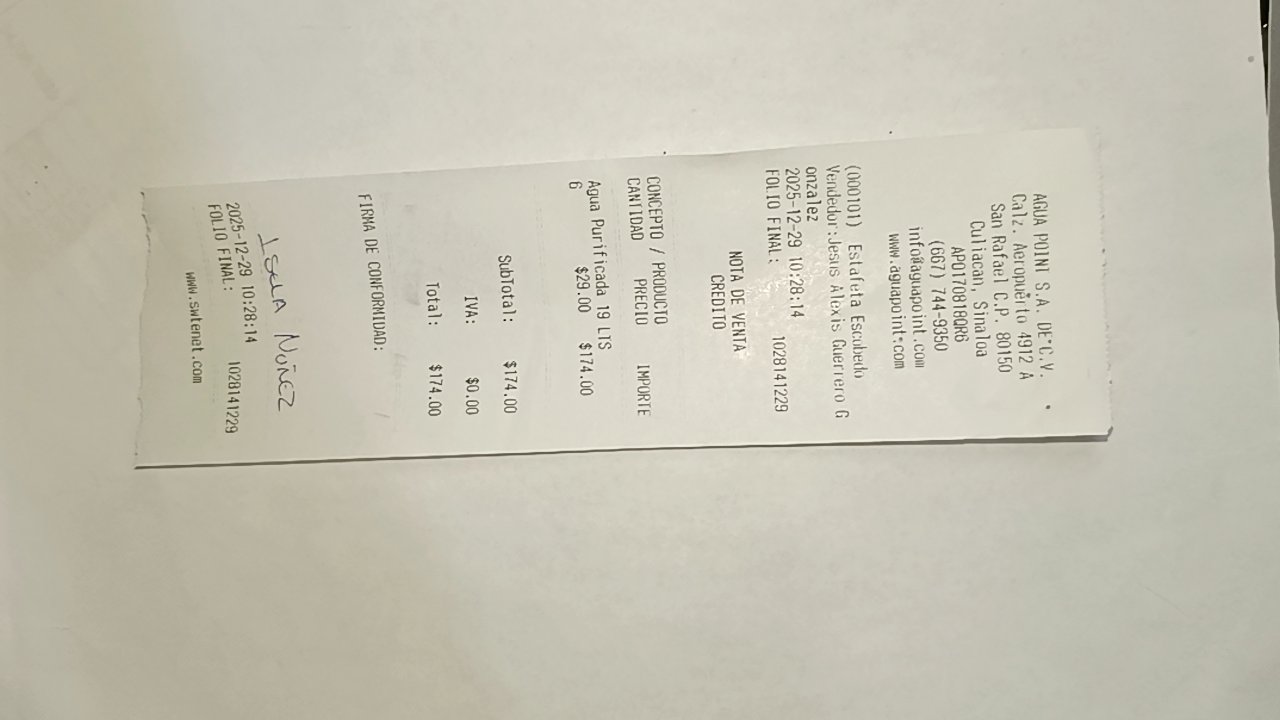 AGUA POINT S.A. DE C.V.
Calz. Aeropuerto 4912 A
San Rafael C.P. 80150
Culiacan, Sinaloa
APO170818QR6
(667) 744-9350
info@aguapoint.com
www.aguapoint.com
(000101) Estafeta Escobedo
Vendedor:Jesus Alexis Guerrero G
onzalez
2025-12-29 10:28:14
FOLIO FINAL: 1028141229
NOTA DE VENTA
CREDITO
CONCEPTO / PRODUCTO
CANTIDAD PRECIO IMPORTE
Agua Purificada 19 LTS
6 $29.00 $174.00
SubTotal: $174.00
IVA: $0.00
Total: $174.00
FIRMA DE CONFORMIDAD:
Isela Nuñez
2025-12-29 10:28:14
FOLIO FINAL: 1028141229
www.swtenet.com